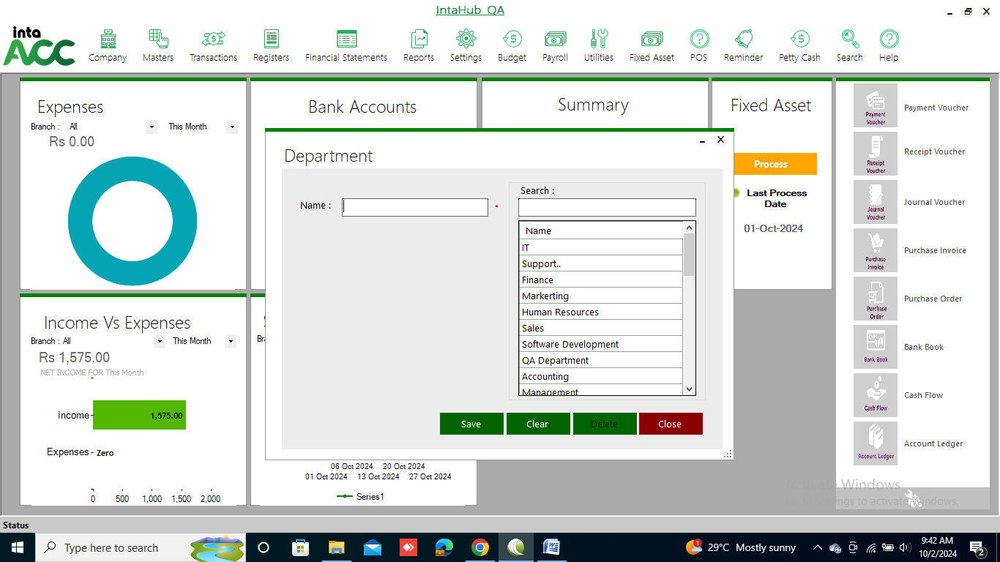 IntaHub QA
inta
ACC
Company
Masters
Transactions
Registers
Financial Statements
Reports
Settings
Budget
Payroll
Utilities
Fixed Asset
POS
Reminder
Petty Cash
Search
Help
Expenses
Branch : All
This Month
Rs 0.00
Bank Accounts
Summary
Fixed Asset
Process
Last Process
Date
01-Oct-2024
Department
Name :
*
Search :
Name
IT
Support..
Finance
Markerting
Human Resources
Sales
Software Development
QA Department
Accounting
Management
Save
Clear
Delete
Close
Income Vs Expenses
Branch : All
This Month
Rs 1,575.00
NET INCOME FOR This Month
Income
1,575.00
Expenses
Zero
0 500 1,000 1,500 2,000
06 Oct 2024 20 Oct 2024
01 Oct 2024 13 Oct 2024 27 Oct 2024
Series1
Payment
Voucher
Payment Voucher
Receipt
Voucher
Receipt Voucher
Journal
Voucher
Journal Voucher
Purchase
Invoice
Purchase Invoice
Purchase
Order
Purchase Order
Bank Book
Bank Book
Cash Flow
Cash Flow
Account Ledger
Account Ledger
Activate Windows
Go to Settings to activate Windows.
Status
Type here to search
1
29°C Mostly sunny
9:42 AM
10/2/2024
2